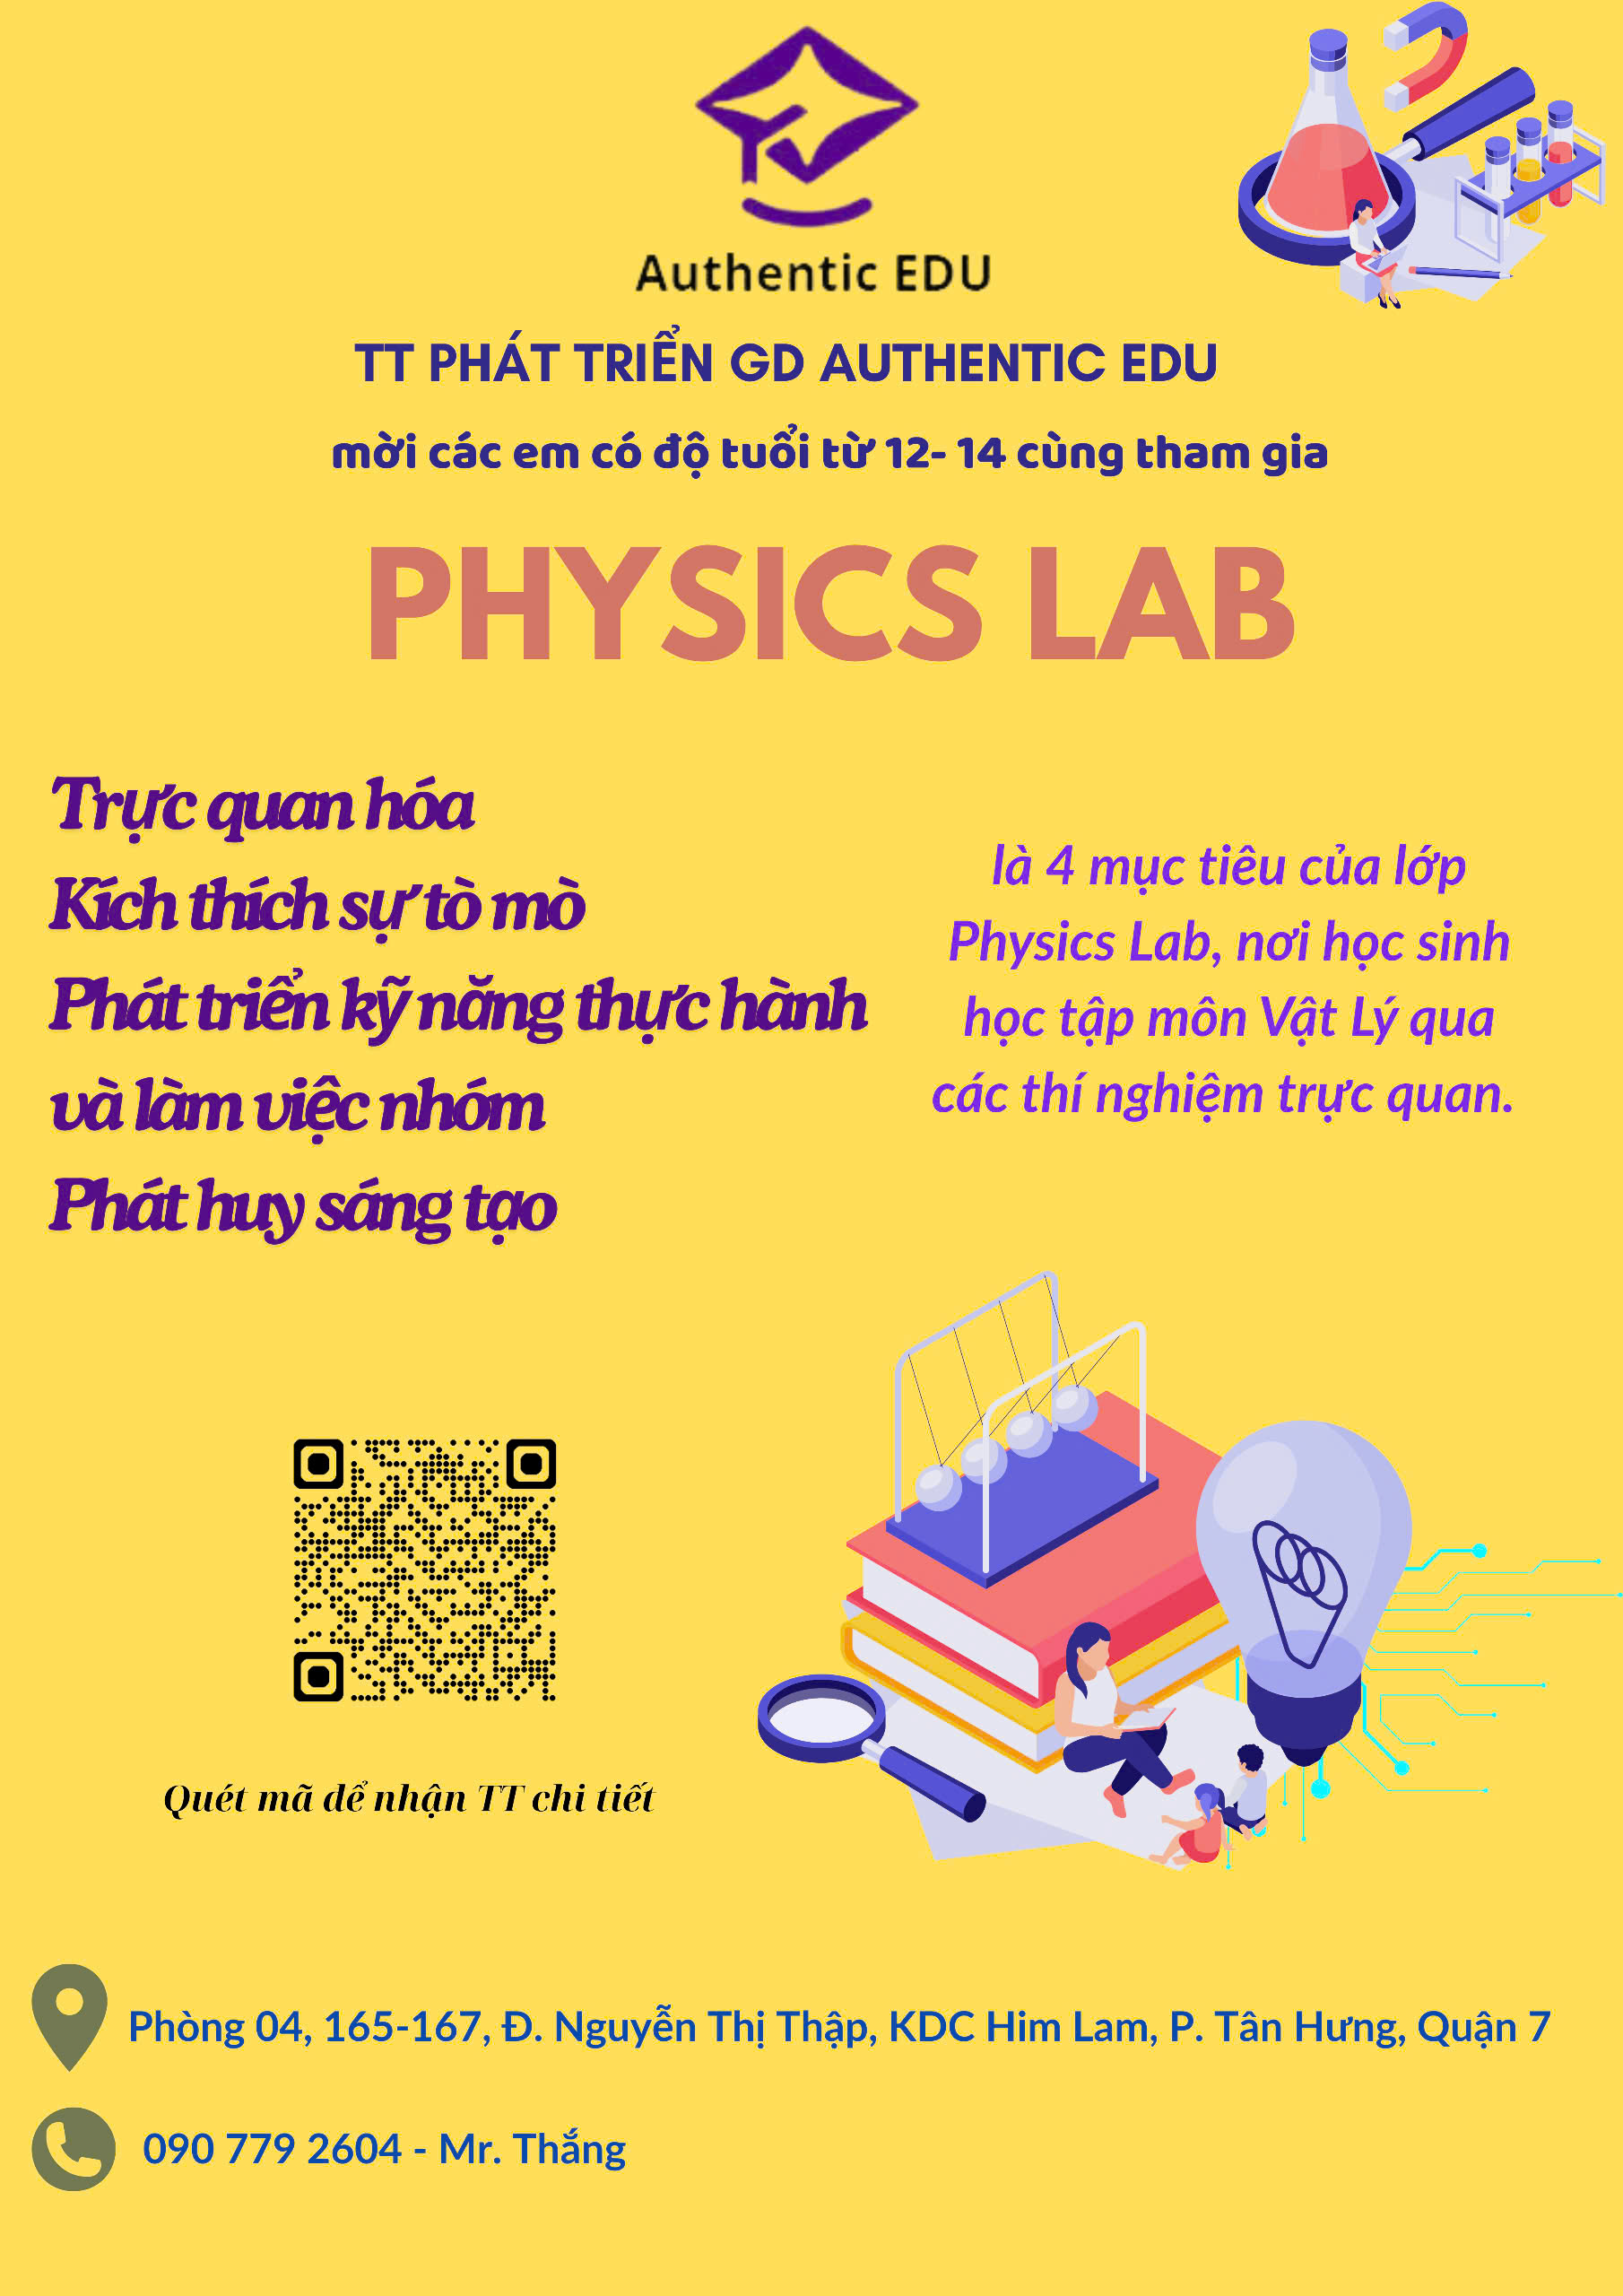 Authentic EDU
TT PHÁT TRIỂN GD AUTHENTIC EDU
mời các em có độ tuổi từ 12- 14 cùng tham gia
PHYSICS LAB
Trực quan hóa
Kích thích sự tò mò
Phát triển kỹ năng thực hành
và làm việc nhóm
Phát huy sáng tạo
là 4 mục tiêu của lớp
Physics Lab, nơi học sinh
học tập môn Vật Lý qua
các thí nghiệm trực quan.
Quét mã để nhận TT chi tiết
Phòng 04, 165-167, Đ. Nguyễn Thị Thập, KDC Him Lam, P. Tân Hưng, Quận 7
090 779 2604 - Mr. Thắng